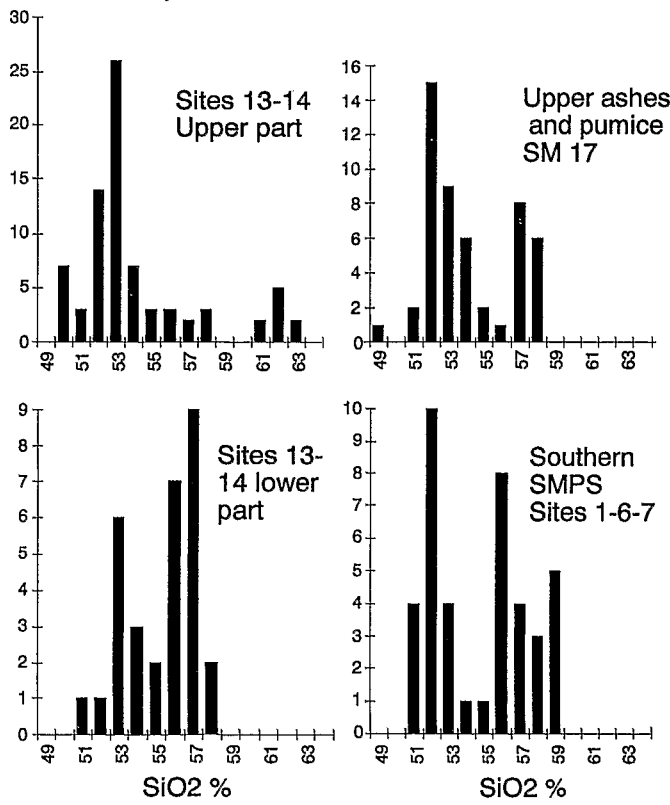 30
25
20
15
10
5
0
49 51 53 55 57 59 61 63
Sites 13-14
Upper part
16
14
12
10
8
6
4
2
0
49 51 53 55 57 59 61 63
Upper ashes
and pumice
SM 17
9
8
7
6
5
4
3
2
1
0
49 51 53 55 57 59 61 63
Sites 13-
14 lower
part
SiO2 %
10
9
8
7
6
5
4
3
2
1
0
49 51 53 55 57 59 61 63
Southern
SMPS
Sites 1-6-7
SiO2 %